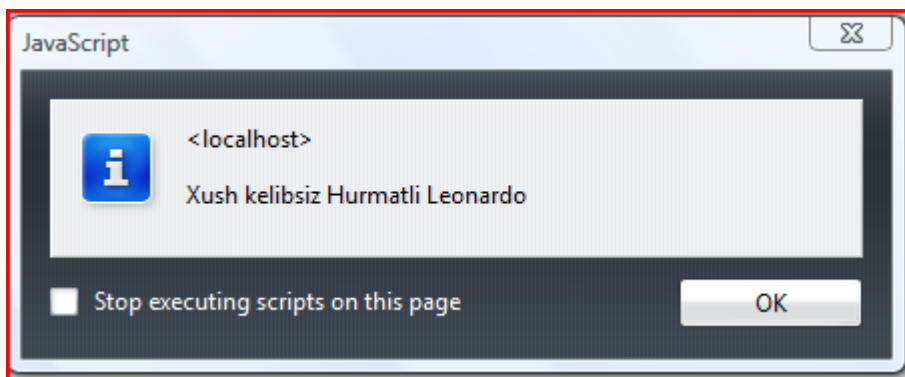 JavaScript
<localhost>
Xush kelibsiz Hurmatli Leonardo
Stop executing scripts on this page
OK